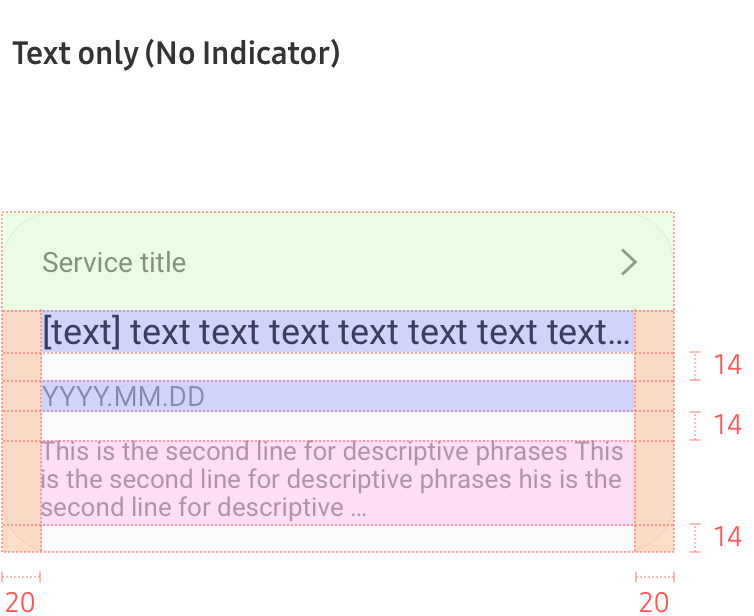 Text only (No Indicator)
Service title
[text] text text text text text text text...
14
YYYY.MM.DD
14
This is the second line for descriptive phrases This
is the second line for descriptive phrases his is the
second line for descriptive ...
14
20
20